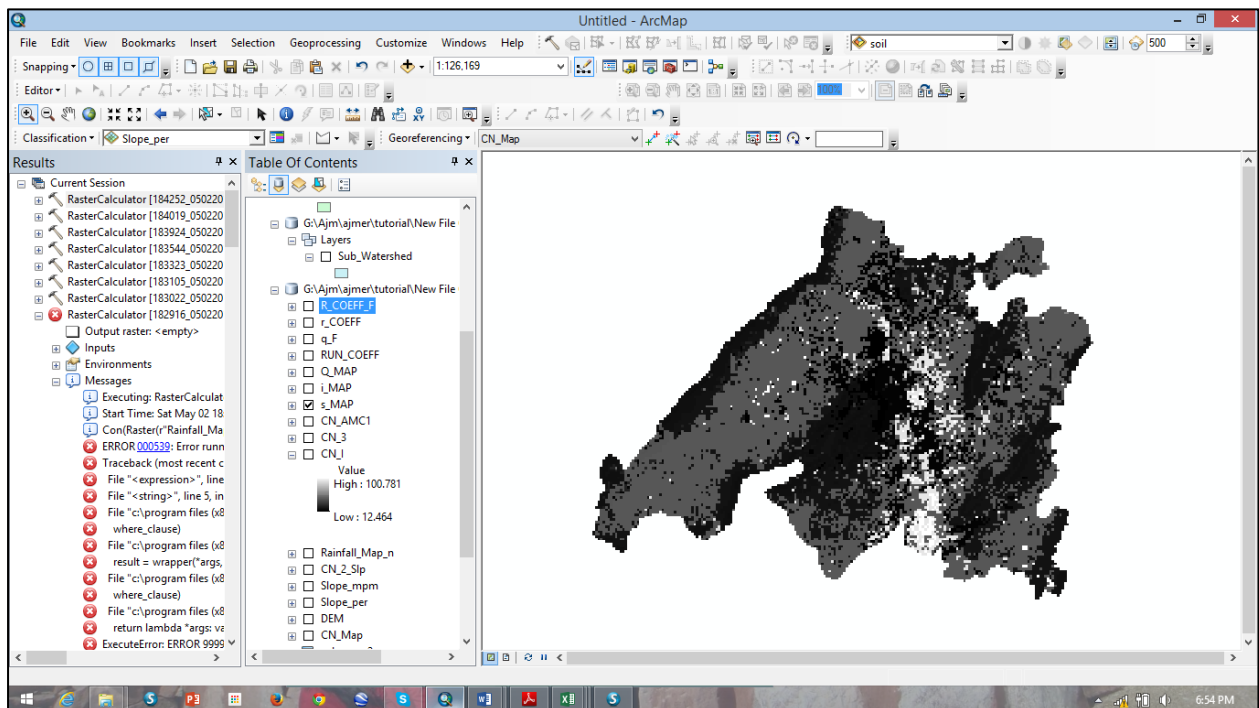 Untitled - ArcMap
File Edit View Bookmarks Insert Selection Geoprocessing Customize Windows Help
soil
500
Snapping
1:126,169
Editor
100%
Classification
Slope_per
Georeferencing
CN_Map
Results
Current Session
RasterCalculator [184252_050220
RasterCalculator [184019_050220
RasterCalculator [183924_050220
RasterCalculator [183544_050220
RasterCalculator [183323_050220
RasterCalculator [183105_050220
RasterCalculator [183022_050220
RasterCalculator [182916_050220
Output raster: <empty>
Inputs
Environments
Messages
Executing: RasterCalculat
Start Time: Sat May 02 18
Con(Raster(r"Rainfall_Ma
ERROR 000539: Error runn
Traceback (most recent c
File "<expression>", line
File "<string>", line 5, in
File "c:\program files (x8
where_clause)
File "c:\program files (x8
result = wrapper(*args,
File "c:\program files (x8
where_clause)
File "c:\program files (x8
return lambda *args: va
ExecuteError: ERROR 9999
Table Of Contents
G:\Ajm\ajmer\tutorial\New File
Layers
Sub_Watershed
G:\Ajm\ajmer\tutorial\New File
R_COEFF_F
r_COEFF
q_F
RUN_COEFF
Q_MAP
i_MAP
s_MAP
CN_AMC1
CN_3
CN_I
Value
High : 100.781
Low : 12.464
Rainfall_Map_n
CN_2_Slp
Slope_mpm
Slope_per
DEM
CN_Map
6:54 PM